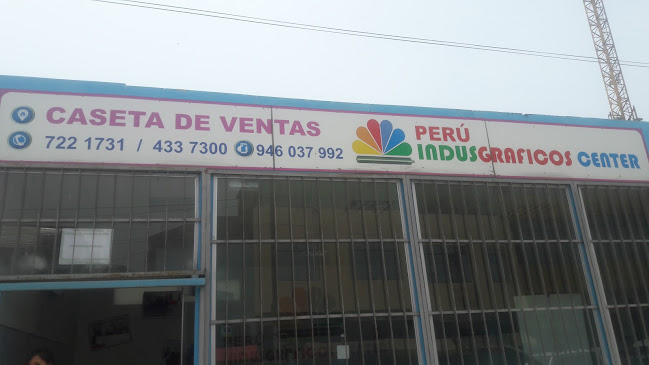 CASETA DE VENTAS
722 1731 / 433 7300 946 037 992
PERÚ
INDUSGRAFICOS CENTER